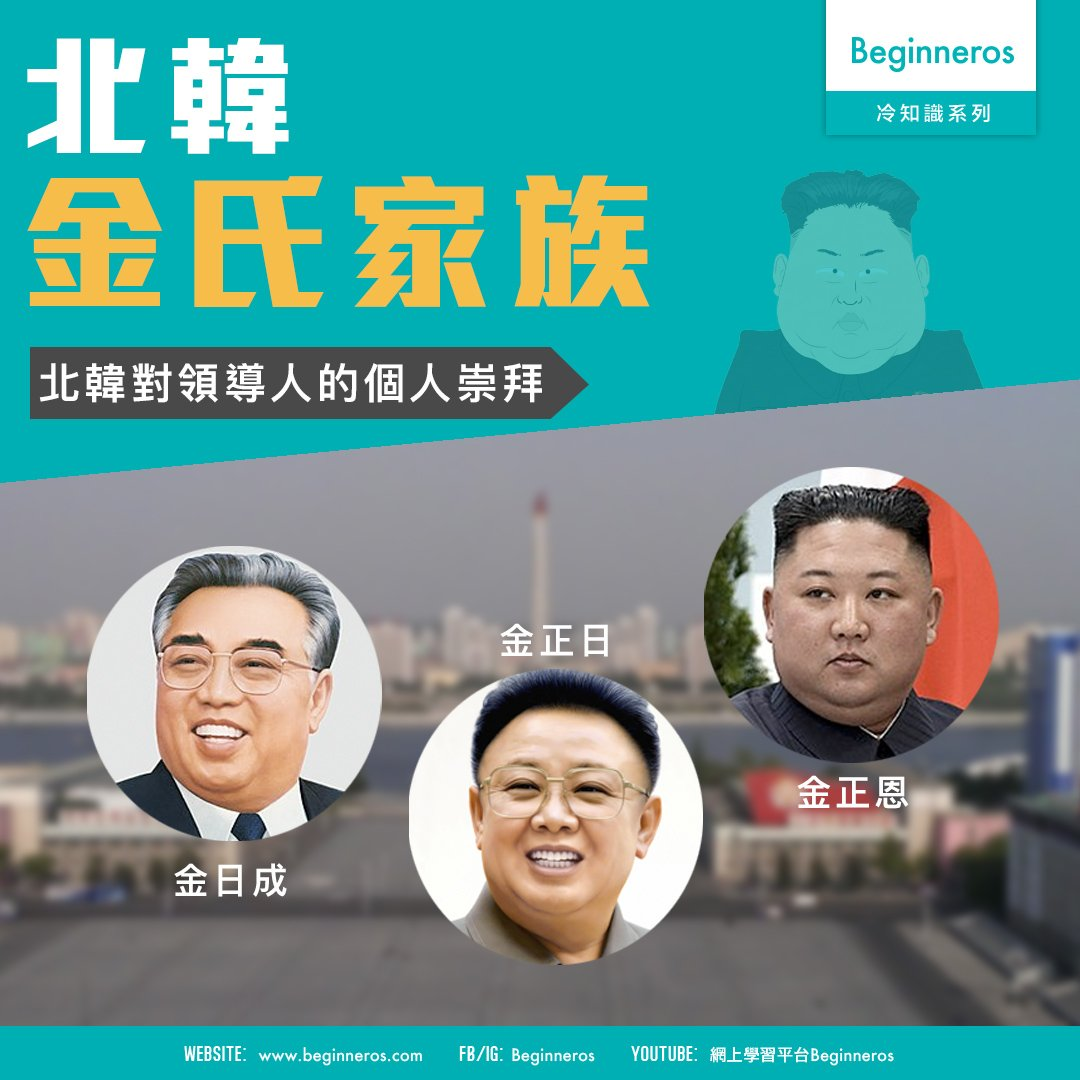 Beginneros
冷知識系列
北韓
金氏家族
北韓對領導人的個人崇拜
金日成
金正日
金正恩
WEBSITE: www.beginneros.com FB/IG: Beginneros YOUTUBE: 網上學習平台Beginneros